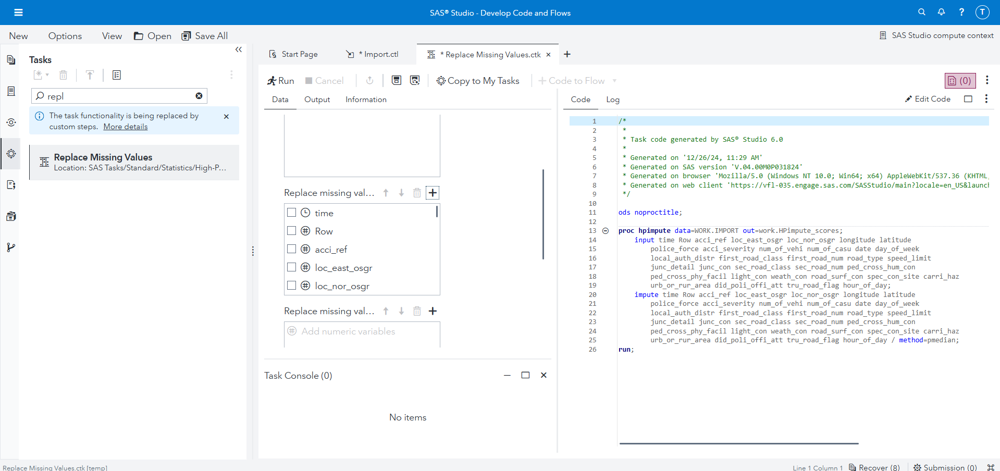 SAS® Studio - Develop Code and Flows
T
New Options View Open Save All
SAS Studio compute context
Tasks
repl
The task functionality is being replaced by
custom steps. More details
Replace Missing Values
Location: SAS Tasks/Standard/Statistics/High-P...
Start Page * Import.ctl * Replace Missing Values.ctk
Run Cancel Copy to My Tasks Code to Flow (0)
Data Output Information
Replace missing val...
time
Row
acci_ref
loc_east_osgr
loc_nor_osgr
Replace missing val...
Add numeric variables
Task Console (0)
No items
Code Log Edit Code
1 /*
2 *
3 * Task code generated by SAS® Studio 6.0
4 *
5 * Generated on '12/26/24, 11:29 AM'
6 * Generated on SAS version 'V.04.00M0P031824'
7 * Generated on browser 'Mozilla/5.0 (Windows NT 10.0; Win64; x64) AppleWebKit/537.36 (KHTML,
8 * Generated on web client 'https://vfl-035.engage.sas.com/SASStudio/main?locale=en_US&launch
9 */
10
11 ods noproctitle;
12
13 proc hpimpute data=WORK.IMPORT out=work.HPimpute_scores;
14 input time Row acci_ref loc_east_osgr loc_nor_osgr longitude latitude
15 police_force acci_severity num_of_vehi num_of_casu date day_of_week
16 local_auth_distr first_road_class first_road_num road_type speed_limit
17 junc_detail junc_con sec_road_class sec_road_num ped_cross_hum_con
18 ped_cross_phy_facil light_con weath_con road_surf_con spec_con_site carri_haz
19 urb_or_rur_area did_poli_offi_att tru_road_flag hour_of_day;
20 impute time Row acci_ref loc_east_osgr loc_nor_osgr longitude latitude
21 police_force acci_severity num_of_vehi num_of_casu date day_of_week
22 local_auth_distr first_road_class first_road_num road_type speed_limit
23 junc_detail junc_con sec_road_class sec_road_num ped_cross_hum_con
24 ped_cross_phy_facil light_con weath_con road_surf_con spec_con_site carri_haz
25 urb_or_rur_area did_poli_offi_att tru_road_flag hour_of_day / method=pmedian;
26 run;
Replace Missing Values.ctk [temp]
Line 1 Column 1 Recover (8) Submission (0)